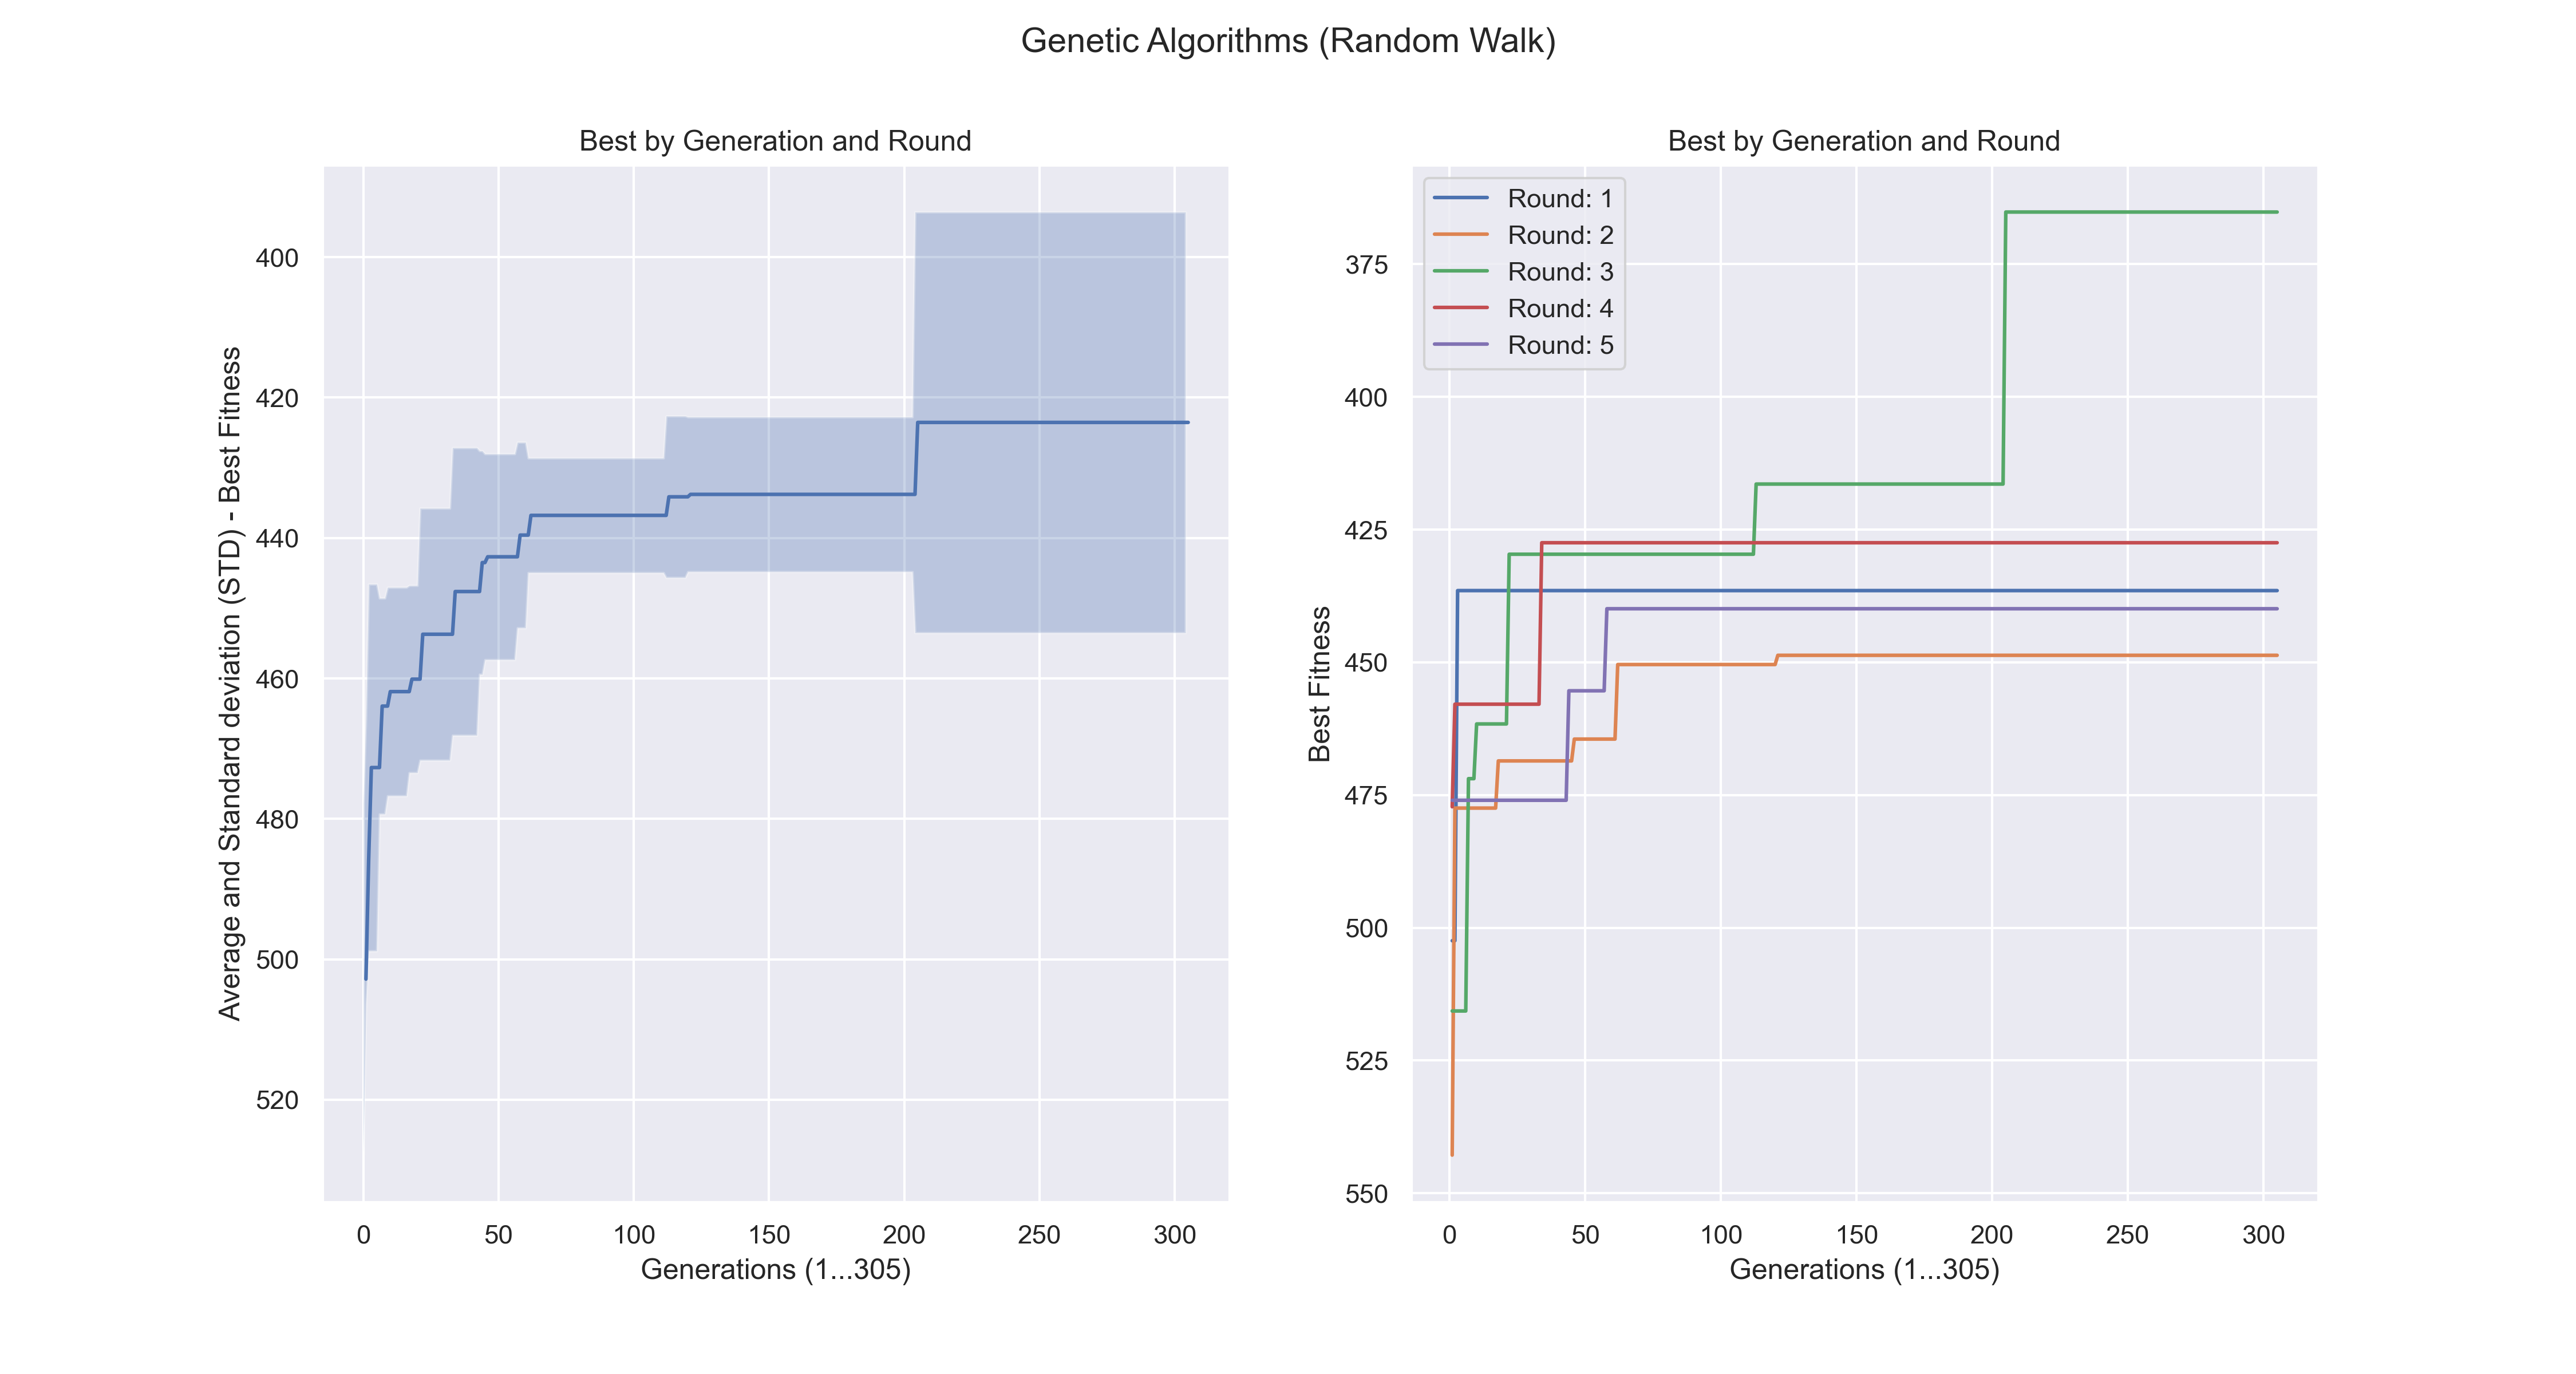 Genetic Algorithms (Random Walk)
Best by Generation and Round
Average and Standard deviation (STD) - Best Fitness
400
420
440
460
480
500
520
0 50 100 150 200 250 300
Generations (1...305)
Best by Generation and Round
Round: 1
Round: 2
Round: 3
Round: 4
Round: 5
Best Fitness
375
400
425
450
475
500
525
550
0 50 100 150 200 250 300
Generations (1...305)